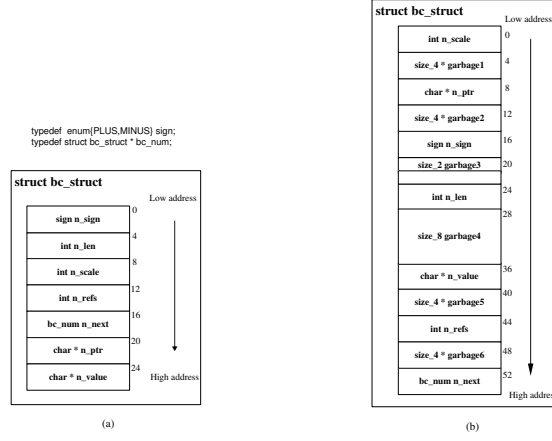 typedef enum{PLUS,MINUS} sign;
typedef struct bc_struct * bc_num;
struct bc_struct
Low address
0
sign n_sign
4
int n_len
8
int n_scale
12
int n_refs
16
bc_num n_next
20
char * n_ptr
24
char * n_value
High address
(a)
struct bc_struct
Low address
0
int n_scale
4
size_4 * garbage1
8
char * n_ptr
12
size_4 * garbage2
16
sign n_sign
20
size_2 garbage3
24
int n_len
28
size_8 garbage4
36
char * n_value
40
size_4 * garbage5
44
int n_refs
48
size_4 * garbage6
52
bc_num n_next
High address
(b)